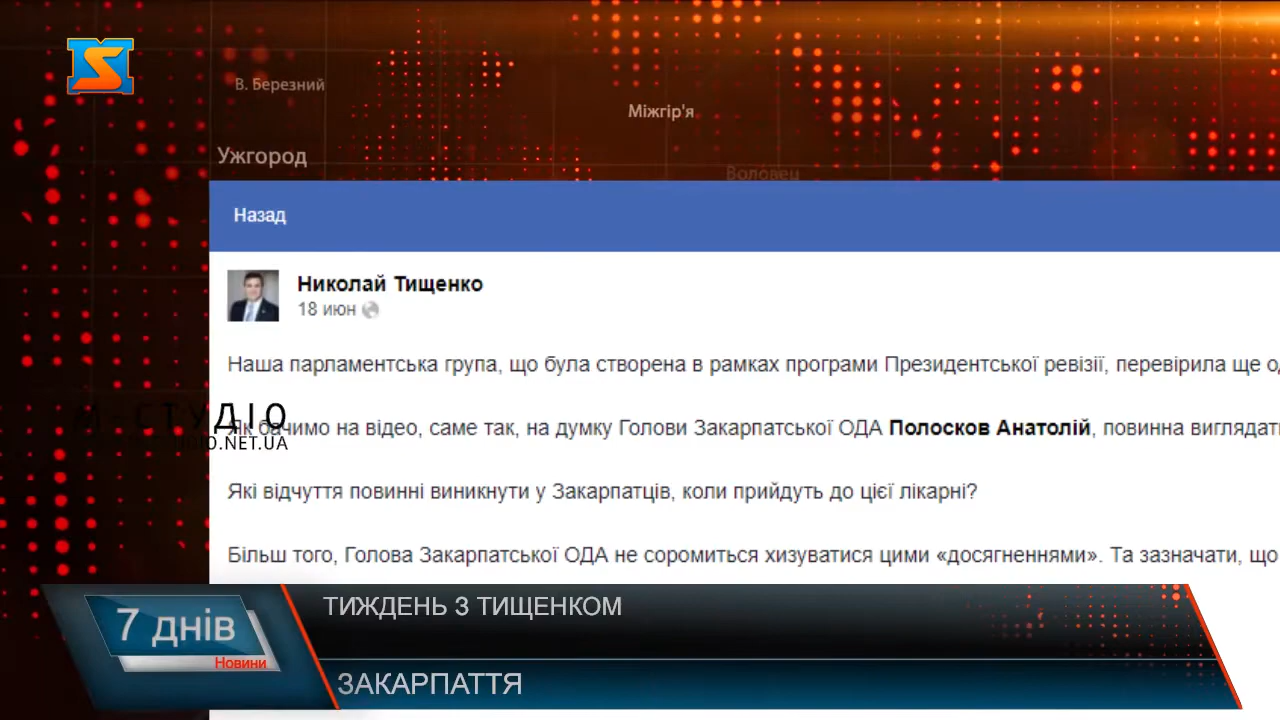 В. Березний
Міжгір'я
Ужгород
Воловец
Назад
Николай Тищенко
18 июн
Наша парламентська група, що була створена в рамках програми Президентської ревізії, перевірила ще
М-СТУДІО
Як бачимо на відео, саме так, на думку Голови Закарпатської ОДА Полосков Анатолій, повинна
.NET.UA
Які відчуття повинні виникнути у Закарпатців, коли прийдуть до цієї лікарні?
Більш того, Голова Закарпатської ОДА не соромиться хизуватися цими «досягненнями». Та зазначати, що
7 днів
Новини
ТИЖДЕНЬ З ТИЩЕНКОМ
ЗАКАРПАТТЯ